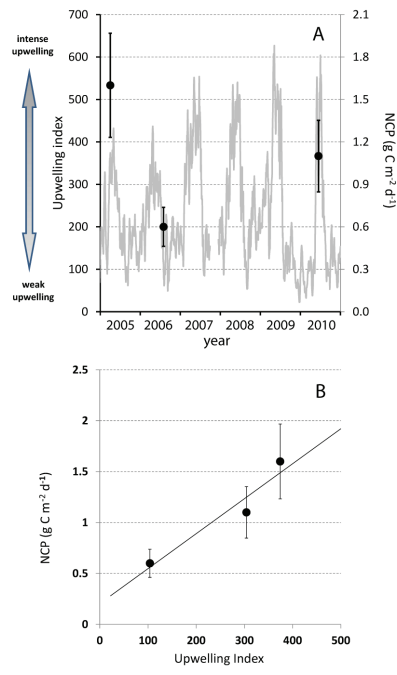 A
intense
upwelling
weak
upwelling
Upwelling index
700
600
500
400
300
200
100
0
2.1
1.8
1.5
1.2
0.9
0.6
0.3
0.0
NCP (g C m⁻² d⁻¹)
2005 2006 2007 2008 2009 2010
year
B
NCP (g C m⁻² d⁻¹)
2.5
2
1.5
1
0.5
0
0 100 200 300 400 500
Upwelling Index